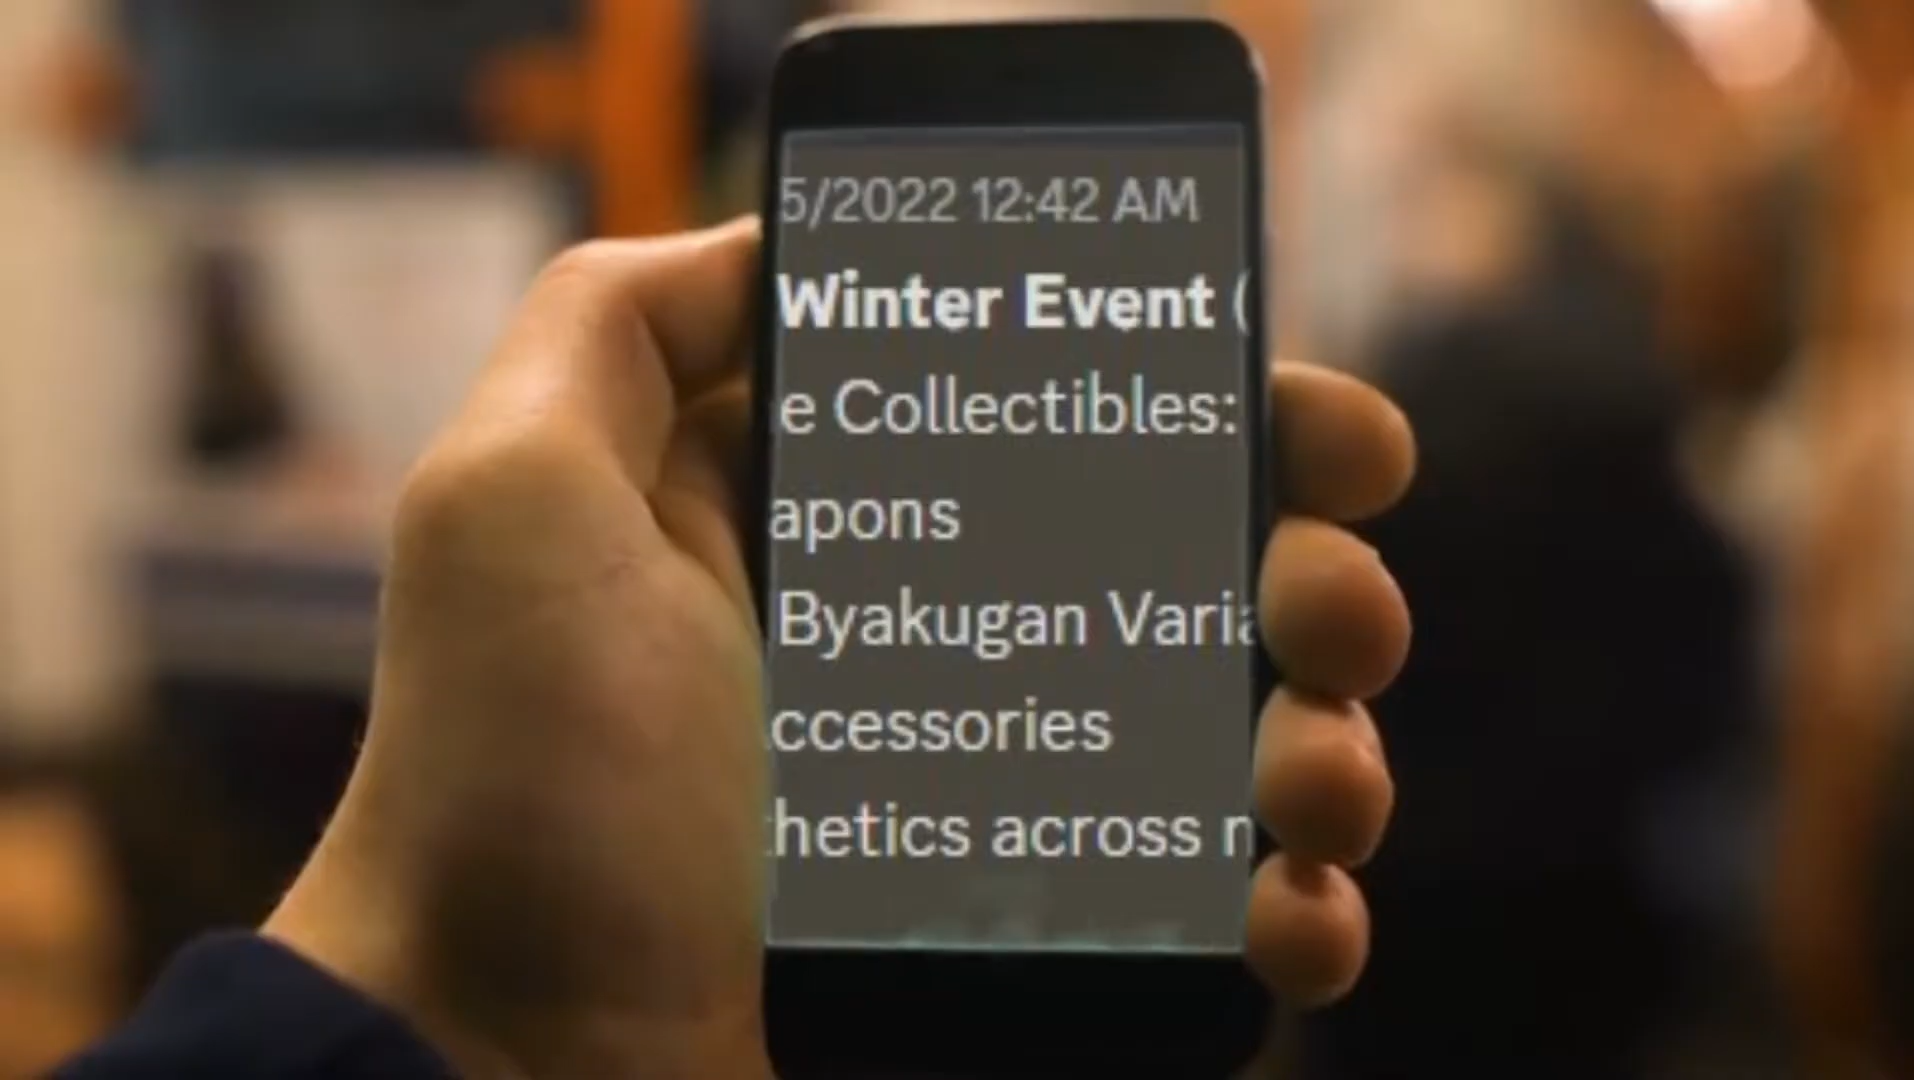 5/2022 12:42 AM
Winter Event (
e Collectibles:
apons
Byakugan Varia
ccessories
hetics across